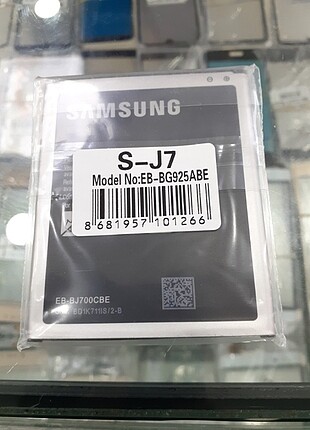 SAMSUNG
S-J7
Model No:EB-BG925ABE
8 681957 101266
EB-BJ700CBE